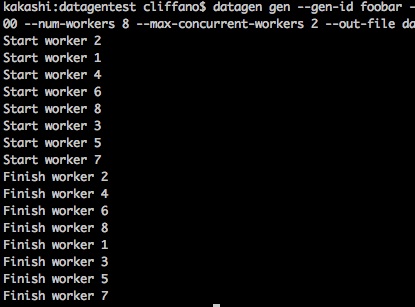 kakashi:datagentest cliffano$ datagen gen --gen-id foobar -
00 --num-workers 8 --max-concurrent-workers 2 --out-file da
Start worker 2
Start worker 1
Start worker 4
Start worker 6
Start worker 8
Start worker 3
Start worker 5
Start worker 7
Finish worker 2
Finish worker 4
Finish worker 6
Finish worker 8
Finish worker 1
Finish worker 3
Finish worker 5
Finish worker 7